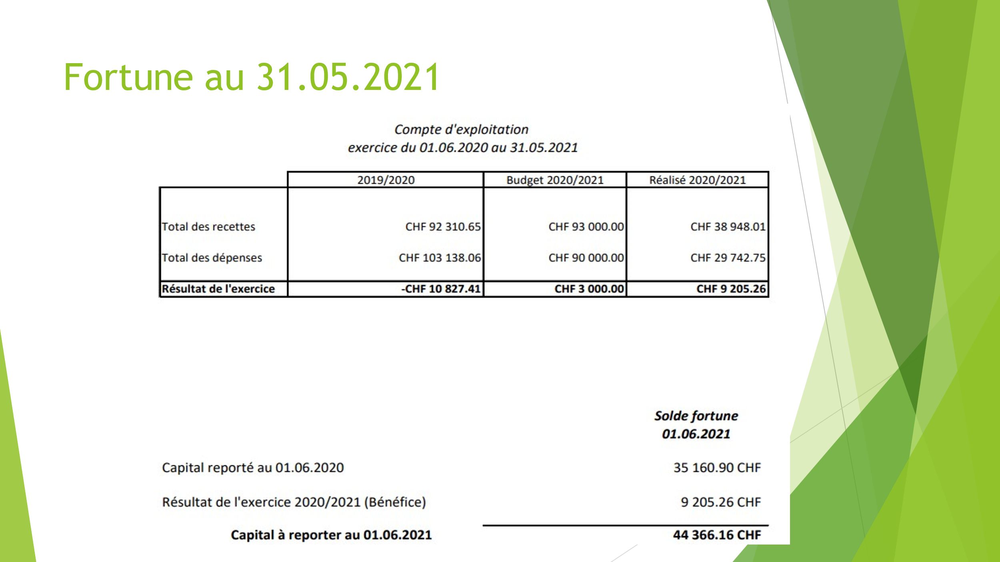 Fortune au 31.05.2021
Compte d'exploitation
exercice du 01.06.2020 au 31.05.2021
2019/2020 Budget 2020/2021 Réalisé 2020/2021
Total des recettes CHF 92 310.65 CHF 93 000.00 CHF 38 948.01
Total des dépenses CHF 103 138.06 CHF 90 000.00 CHF 29 742.75
Résultat de l'exercice -CHF 10 827.41 CHF 3 000.00 CHF 9 205.26
Solde fortune
01.06.2021
Capital reporté au 01.06.2020 35 160.90 CHF
Résultat de l'exercice 2020/2021 (Bénéfice) 9 205.26 CHF
Capital à reporter au 01.06.2021 44 366.16 CHF